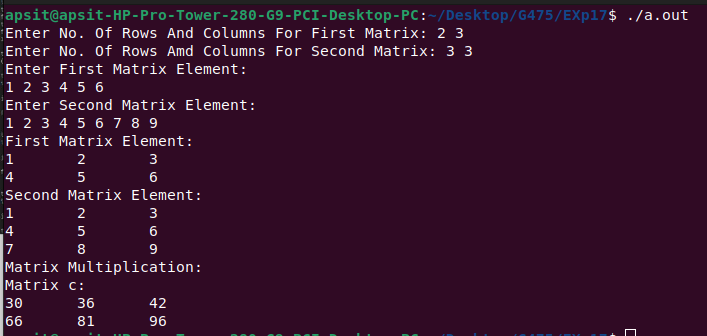 apsit@apsit-HP-Pro-Tower-280-G9-PCI-Desktop-PC:~/Desktop/G475/EXp17$ ./a.out
Enter No. Of Rows And Columns For First Matrix: 2 3
Enter No. Of Rows Amd Columns For Second Matrix: 3 3
Enter First Matrix Element:
1 2 3 4 5 6
Enter Second Matrix Element:
1 2 3 4 5 6 7 8 9
First Matrix Element:
1 2 3
4 5 6
Second Matrix Element:
1 2 3
4 5 6
7 8 9
Matrix Multiplication:
Matrix c:
30 36 42
66 81 96